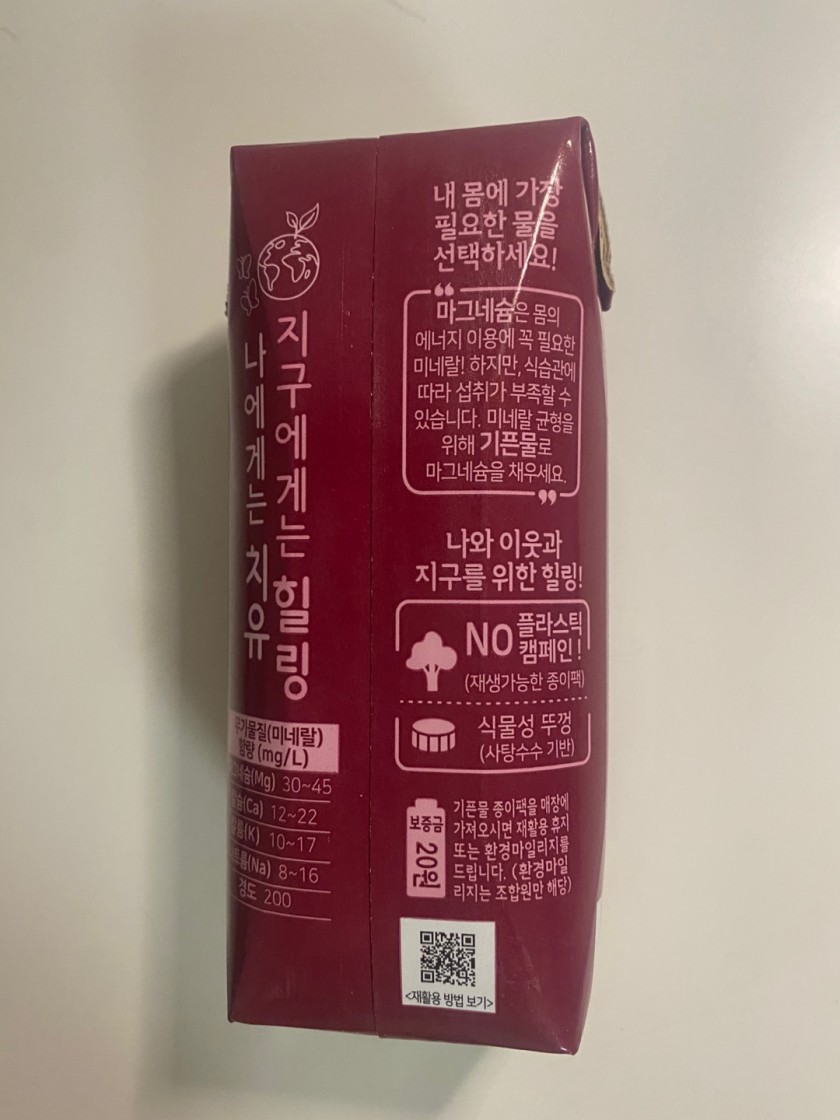 지구에게는 힐링
나에게는 치유
무기물질(미네랄)
함량 (mg/L)
네슘(Mg) 30~45
슘(Ca) 12~22
륨(K) 10~17
트륨(Na) 8~16
경도 200
내 몸에 가장
필요한 물을
선택하세요!
“
마그네슘은 몸의
에너지 이용에 꼭 필요한
미네랄! 하지만, 식습관에
따라 섭취가 부족할 수
있습니다. 미네랄 균형을
위해 기픈물로
마그네슘을 채우세요.
”
나와 이웃과
지구를 위한 힐링!
NO 플라스틱
캠페인!
(재생가능한 종이팩)
식물성 뚜껑
(사탕수수 기반)
보증금
20원
기픈물 종이팩을 매장에
가져오시면 재활용 휴지
또는 환경마일리지를
드립니다. (환경마일
리지는 조합원만 해당)
<재활용 방법 보기>